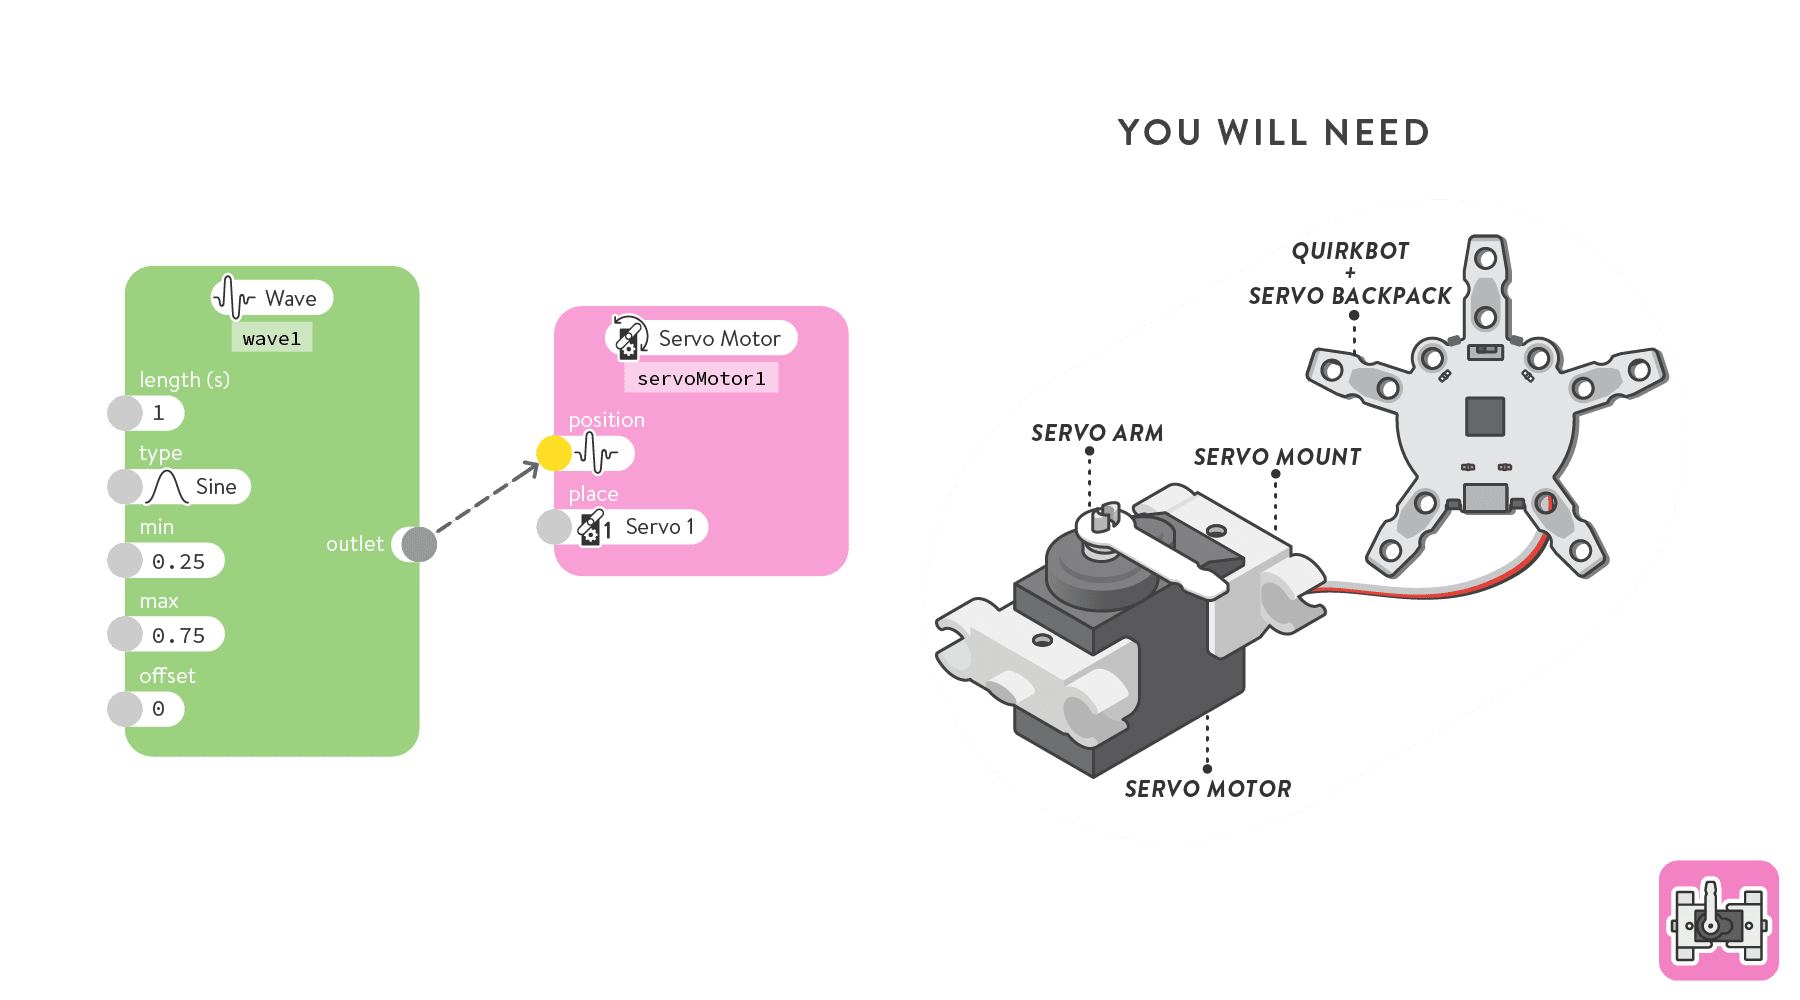 Wave
wave1
length (s)
1
type
Sine
min
0.25
outlet
max
0.75
offset
0
Servo Motor
servoMotor1
position
place
1 Servo 1
YOU WILL NEED
QUIRKBOT
+
SERVO BACKPACK
SERVO ARM
SERVO MOUNT
SERVO MOTOR